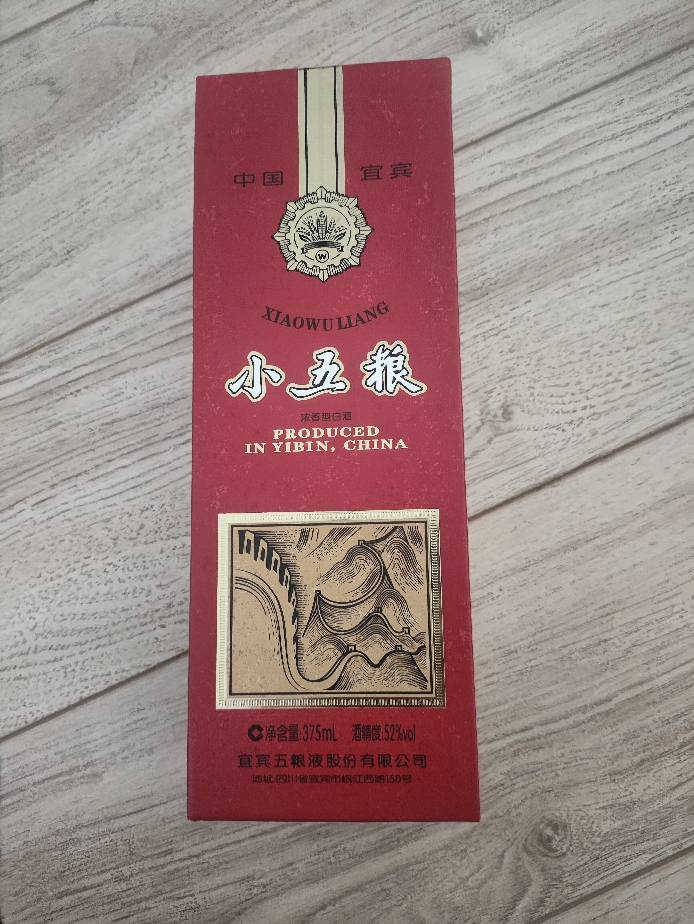 中国 宜宾
W
XIAOWULIANG
小五粮
浓香型白酒
PRODUCED
IN YIBIN, CHINA
净含量:375mL 酒精度:52%vol
宜宾五粮液股份有限公司
地址:四川省宜宾市岷江西路150号